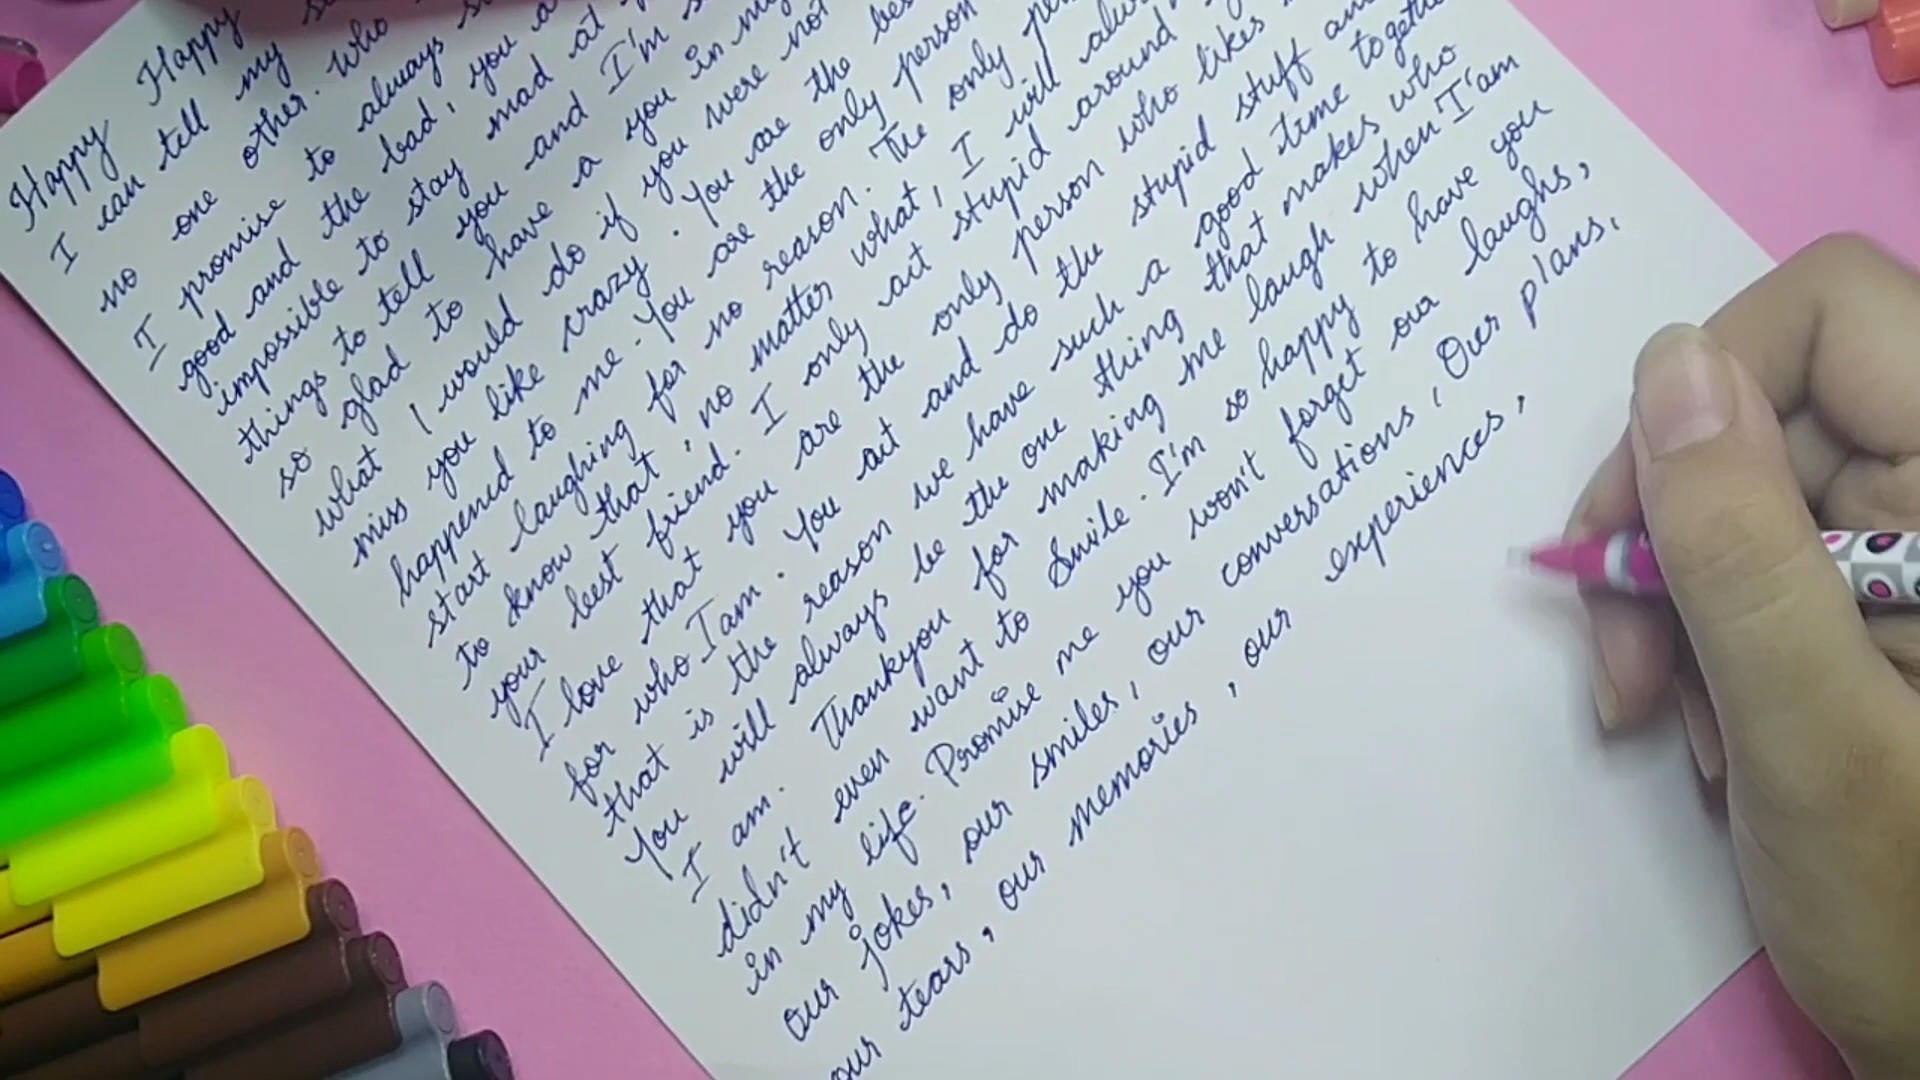 Happy Happy
I can tell my
no one other. who
I promise to always
good and the bad, you
impossible to stay mad at
things to tell you and I'm
so glad to have a you in my
what I would do if you were not
miss you like crazy. You are the
happened to me. You are the only person
start laughing for no reason. The only
to know that, no matter what, I will
your best friend. I only act stupid around
I love that you are the only person who likes
for who I am. You act and do the stupid stuff
that is the reason we have such a good time
You will always be the one thing that makes who
I am. Thankyou for making me laugh when I'am
didn't even want to Smile. I'm so happy to have you
in my life. Promise me you won't forget our laughs,
our jokes, our smiles, our conversations, Our plans,
our tears, our memories, our experiences,